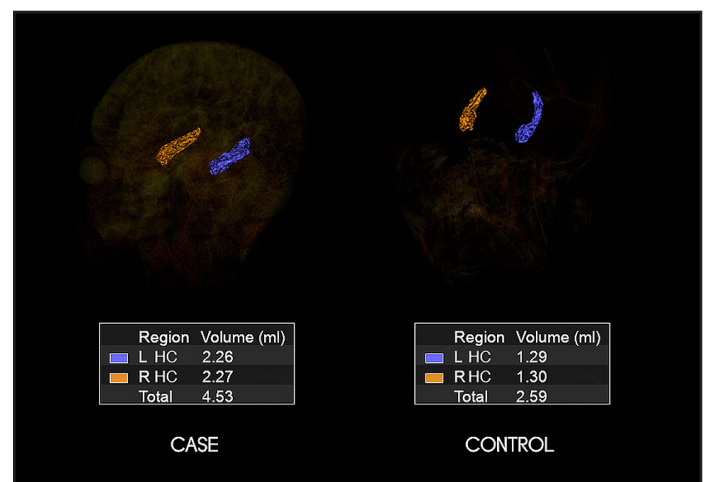 Region Volume (ml)
L HC 2.26
R HC 2.27
Total 4.53
CASE
Region Volume (ml)
L HC 1.29
R HC 1.30
Total 2.59
CONTROL